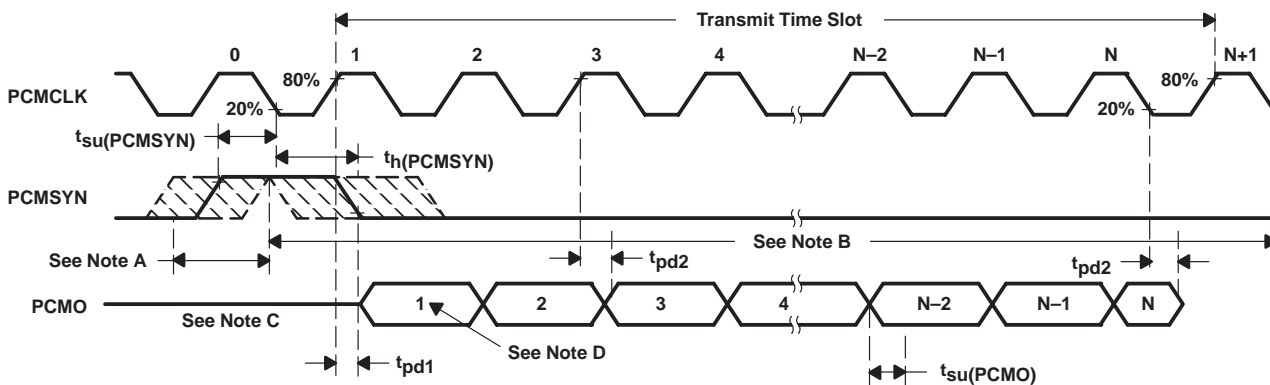 Transmit Time Slot
0 1 2 3 4 N–2 N–1 N N+1
PCMCLK
80% 80%
20% 20%
tsu(PCMSYN)
th(PCMSYN)
PCMSYN
See Note A
See Note B
tpd2 tpd2
PCMO
1 2 3 4 N–2 N–1 N
See Note C
See Note D
tpd1
tsu(PCMO)